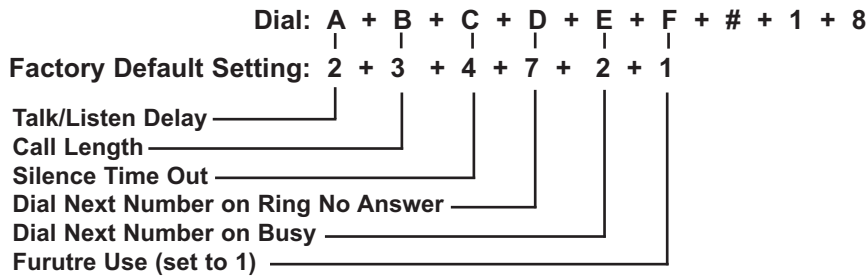 Dial: A + B + C + D + E + F + # + 1 + 8
Factory Default Setting: 2 + 3 + 4 + 7 + 2 + 1
Talk/Listen Delay
Call Length
Silence Time Out
Dial Next Number on Ring No Answer
Dial Next Number on Busy
Furutre Use (set to 1)